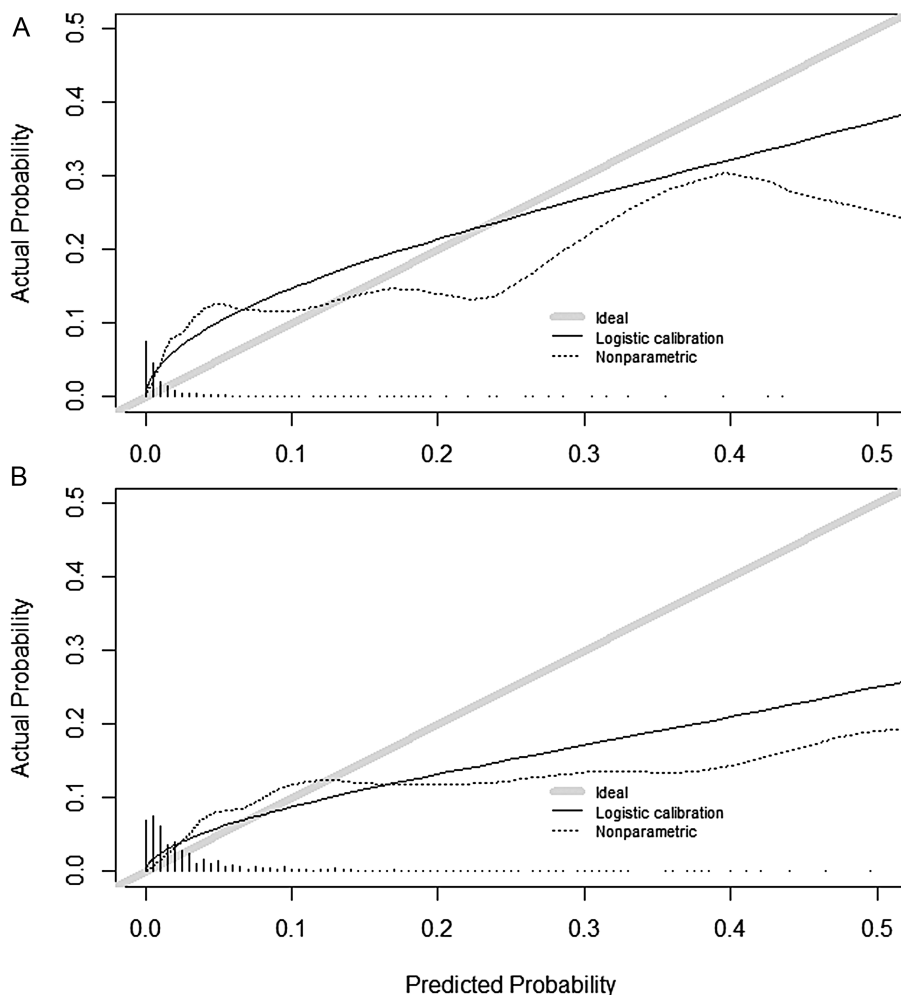 A
Actual Probability
0.5
0.4
0.3
0.2
0.1
0.0
Ideal
Logistic calibration
Nonparametric
0.0 0.1 0.2 0.3 0.4 0.5
B
Actual Probability
0.5
0.4
0.3
0.2
0.1
0.0
Ideal
Logistic calibration
Nonparametric
0.0 0.1 0.2 0.3 0.4 0.5
Predicted Probability